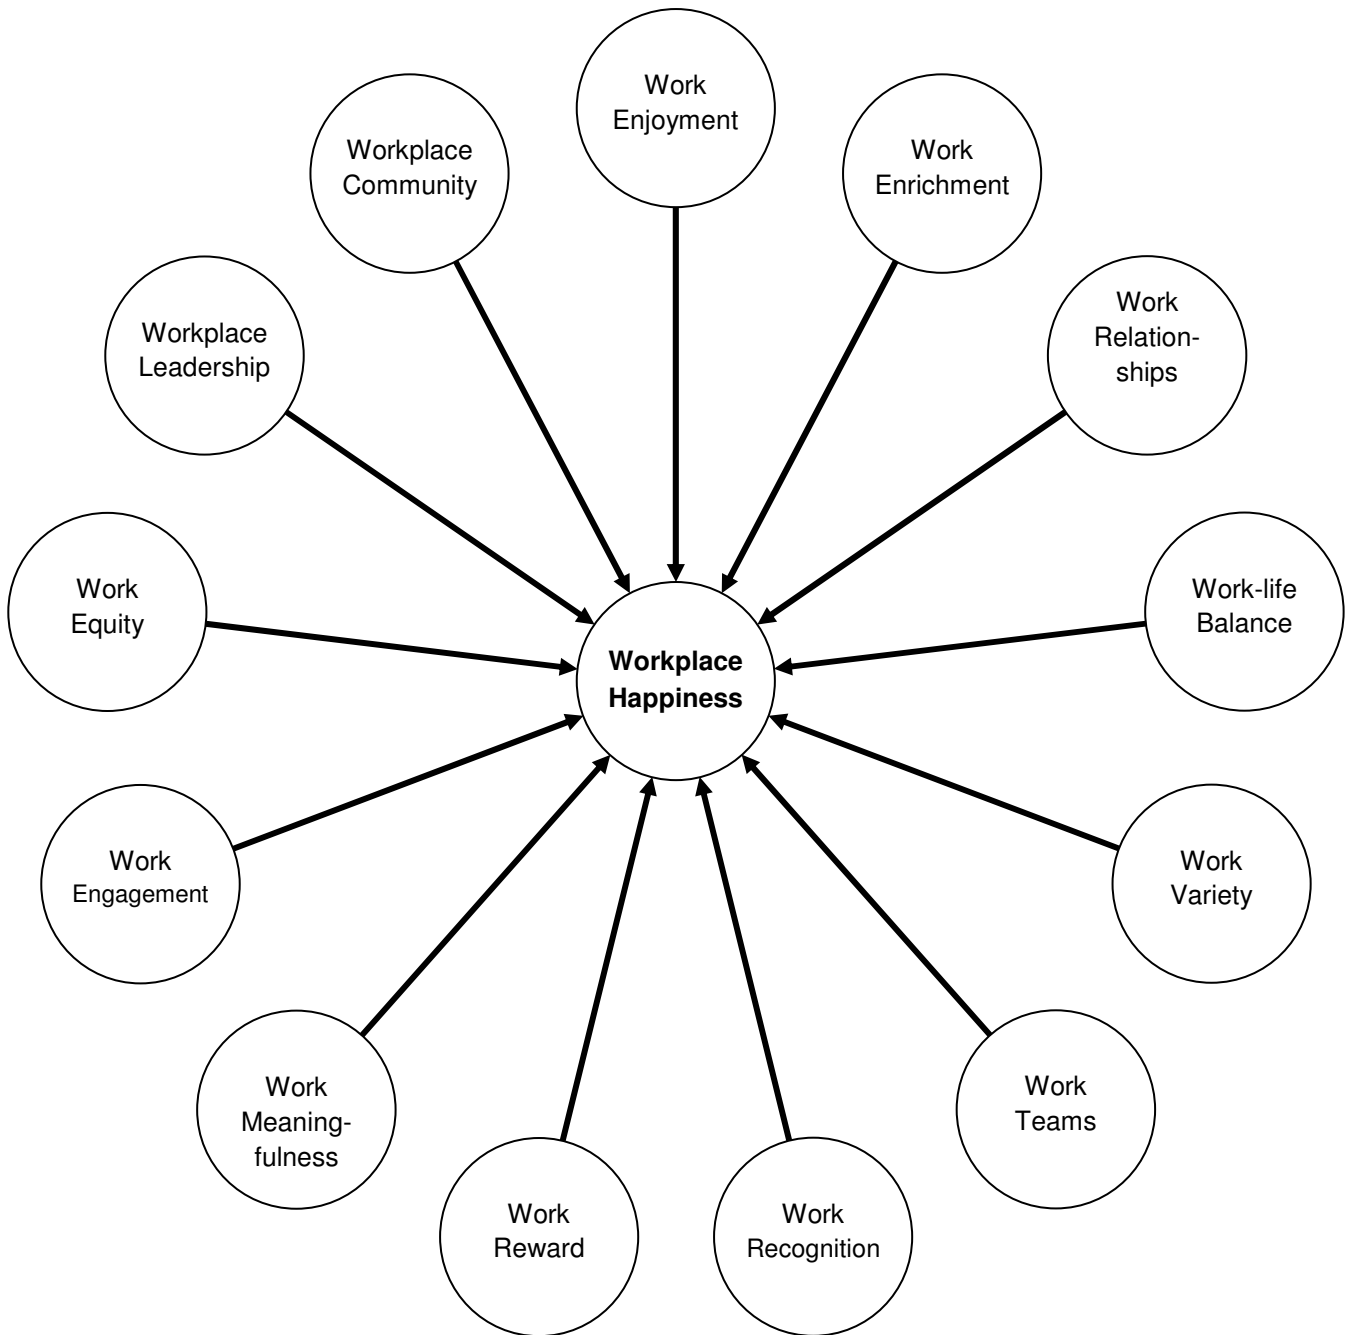 Work
Enjoyment
Work
Enrichment
Work
Relation-
ships
Work-life
Balance
Work
Variety
Work
Teams
Work
Recognition
Work
Reward
Work
Meaning-
fulness
Work
Engagement
Work
Equity
Workplace
Leadership
Workplace
Community
Workplace
Happiness